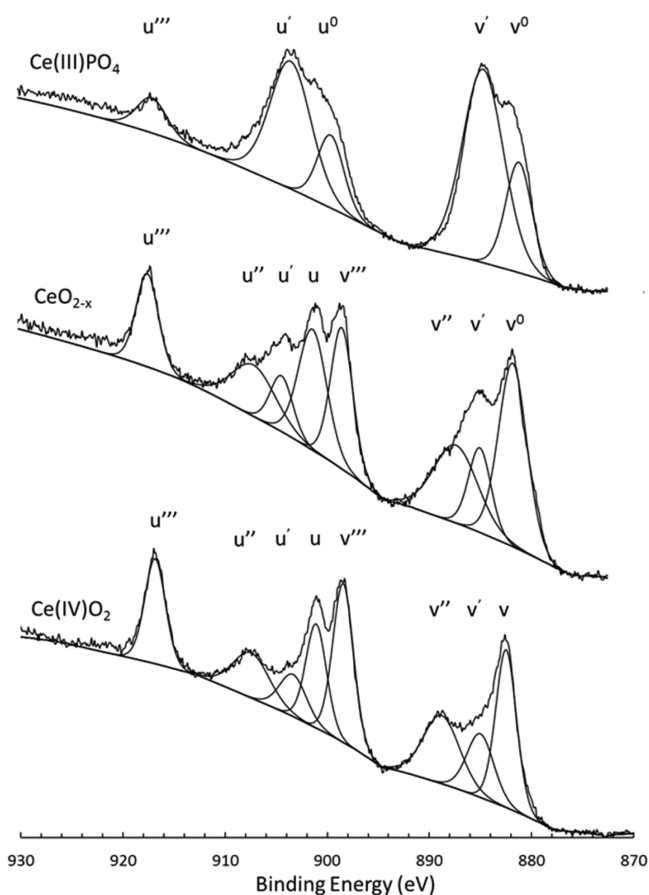 u‴ u′ u⁰ v′ v⁰
Ce(III)PO₄
u‴ u″ u′ u v‴ v″ v′ v⁰
CeO₂₋ₓ
u‴ u″ u′ u v‴ v″ v′ v
Ce(IV)O₂
930 920 910 900 890 880 870
Binding Energy (eV)